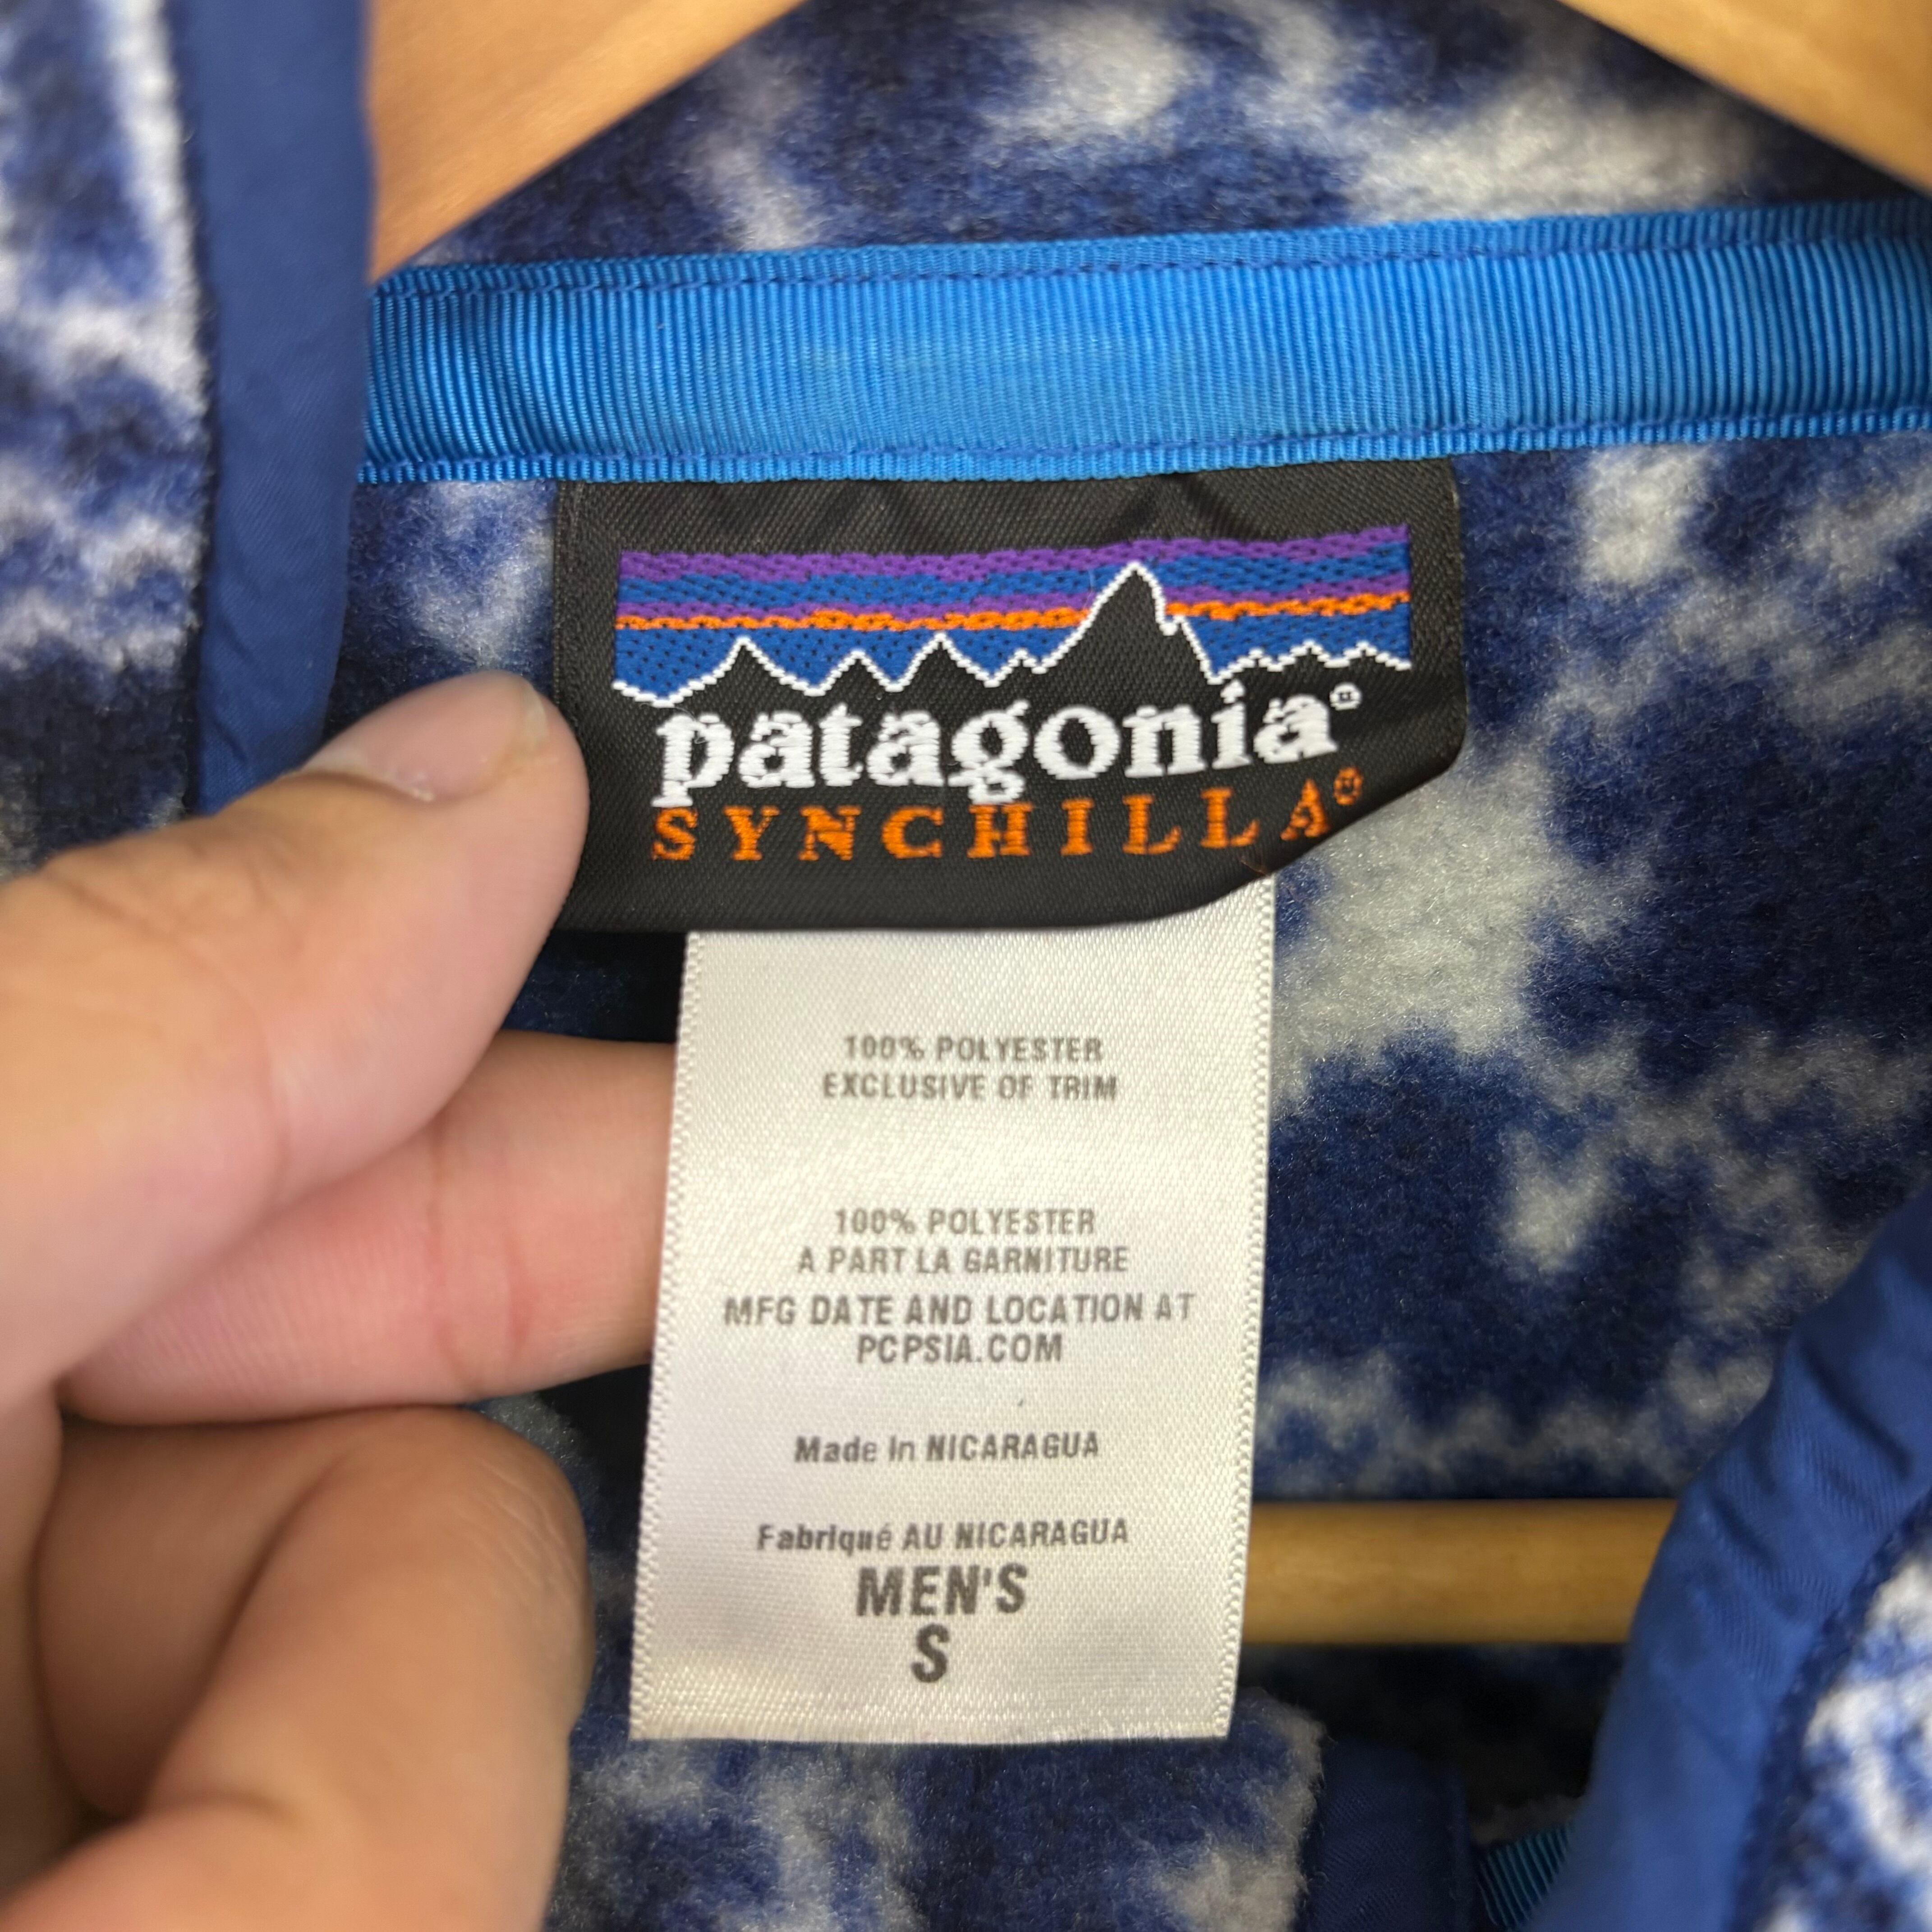 patagonia®
SYNCHILLA®
100% POLYESTER
EXCLUSIVE OF TRIM
100% POLYESTER
A PART LA GARNITURE
MFG DATE AND LOCATION AT
PCPSIA.COM
Made In NICARAGUA
Fabriqué AU NICARAGUA
MEN'S
S